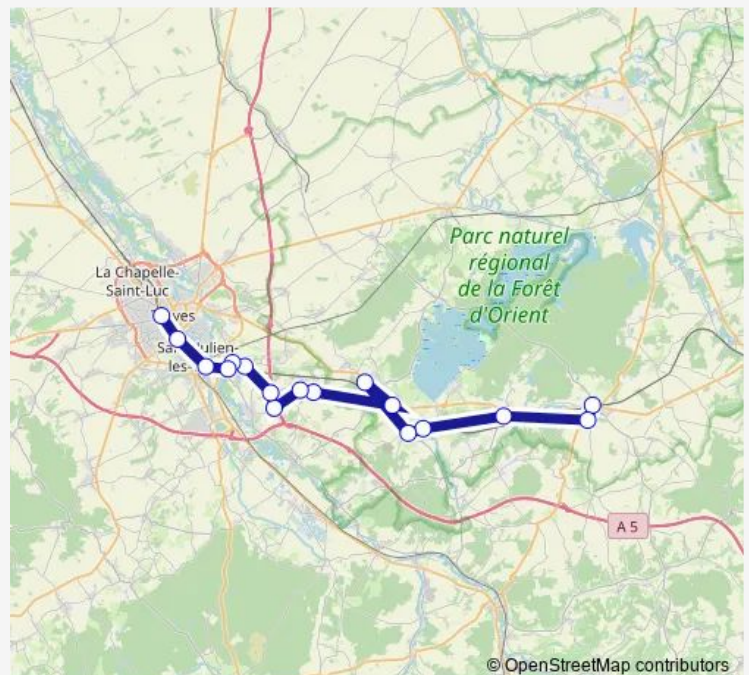 Parc naturel
régional
de la Forêt
d'Orient
La Chapelle-
Saint-Luc
A 5
© OpenStreetMap contributors